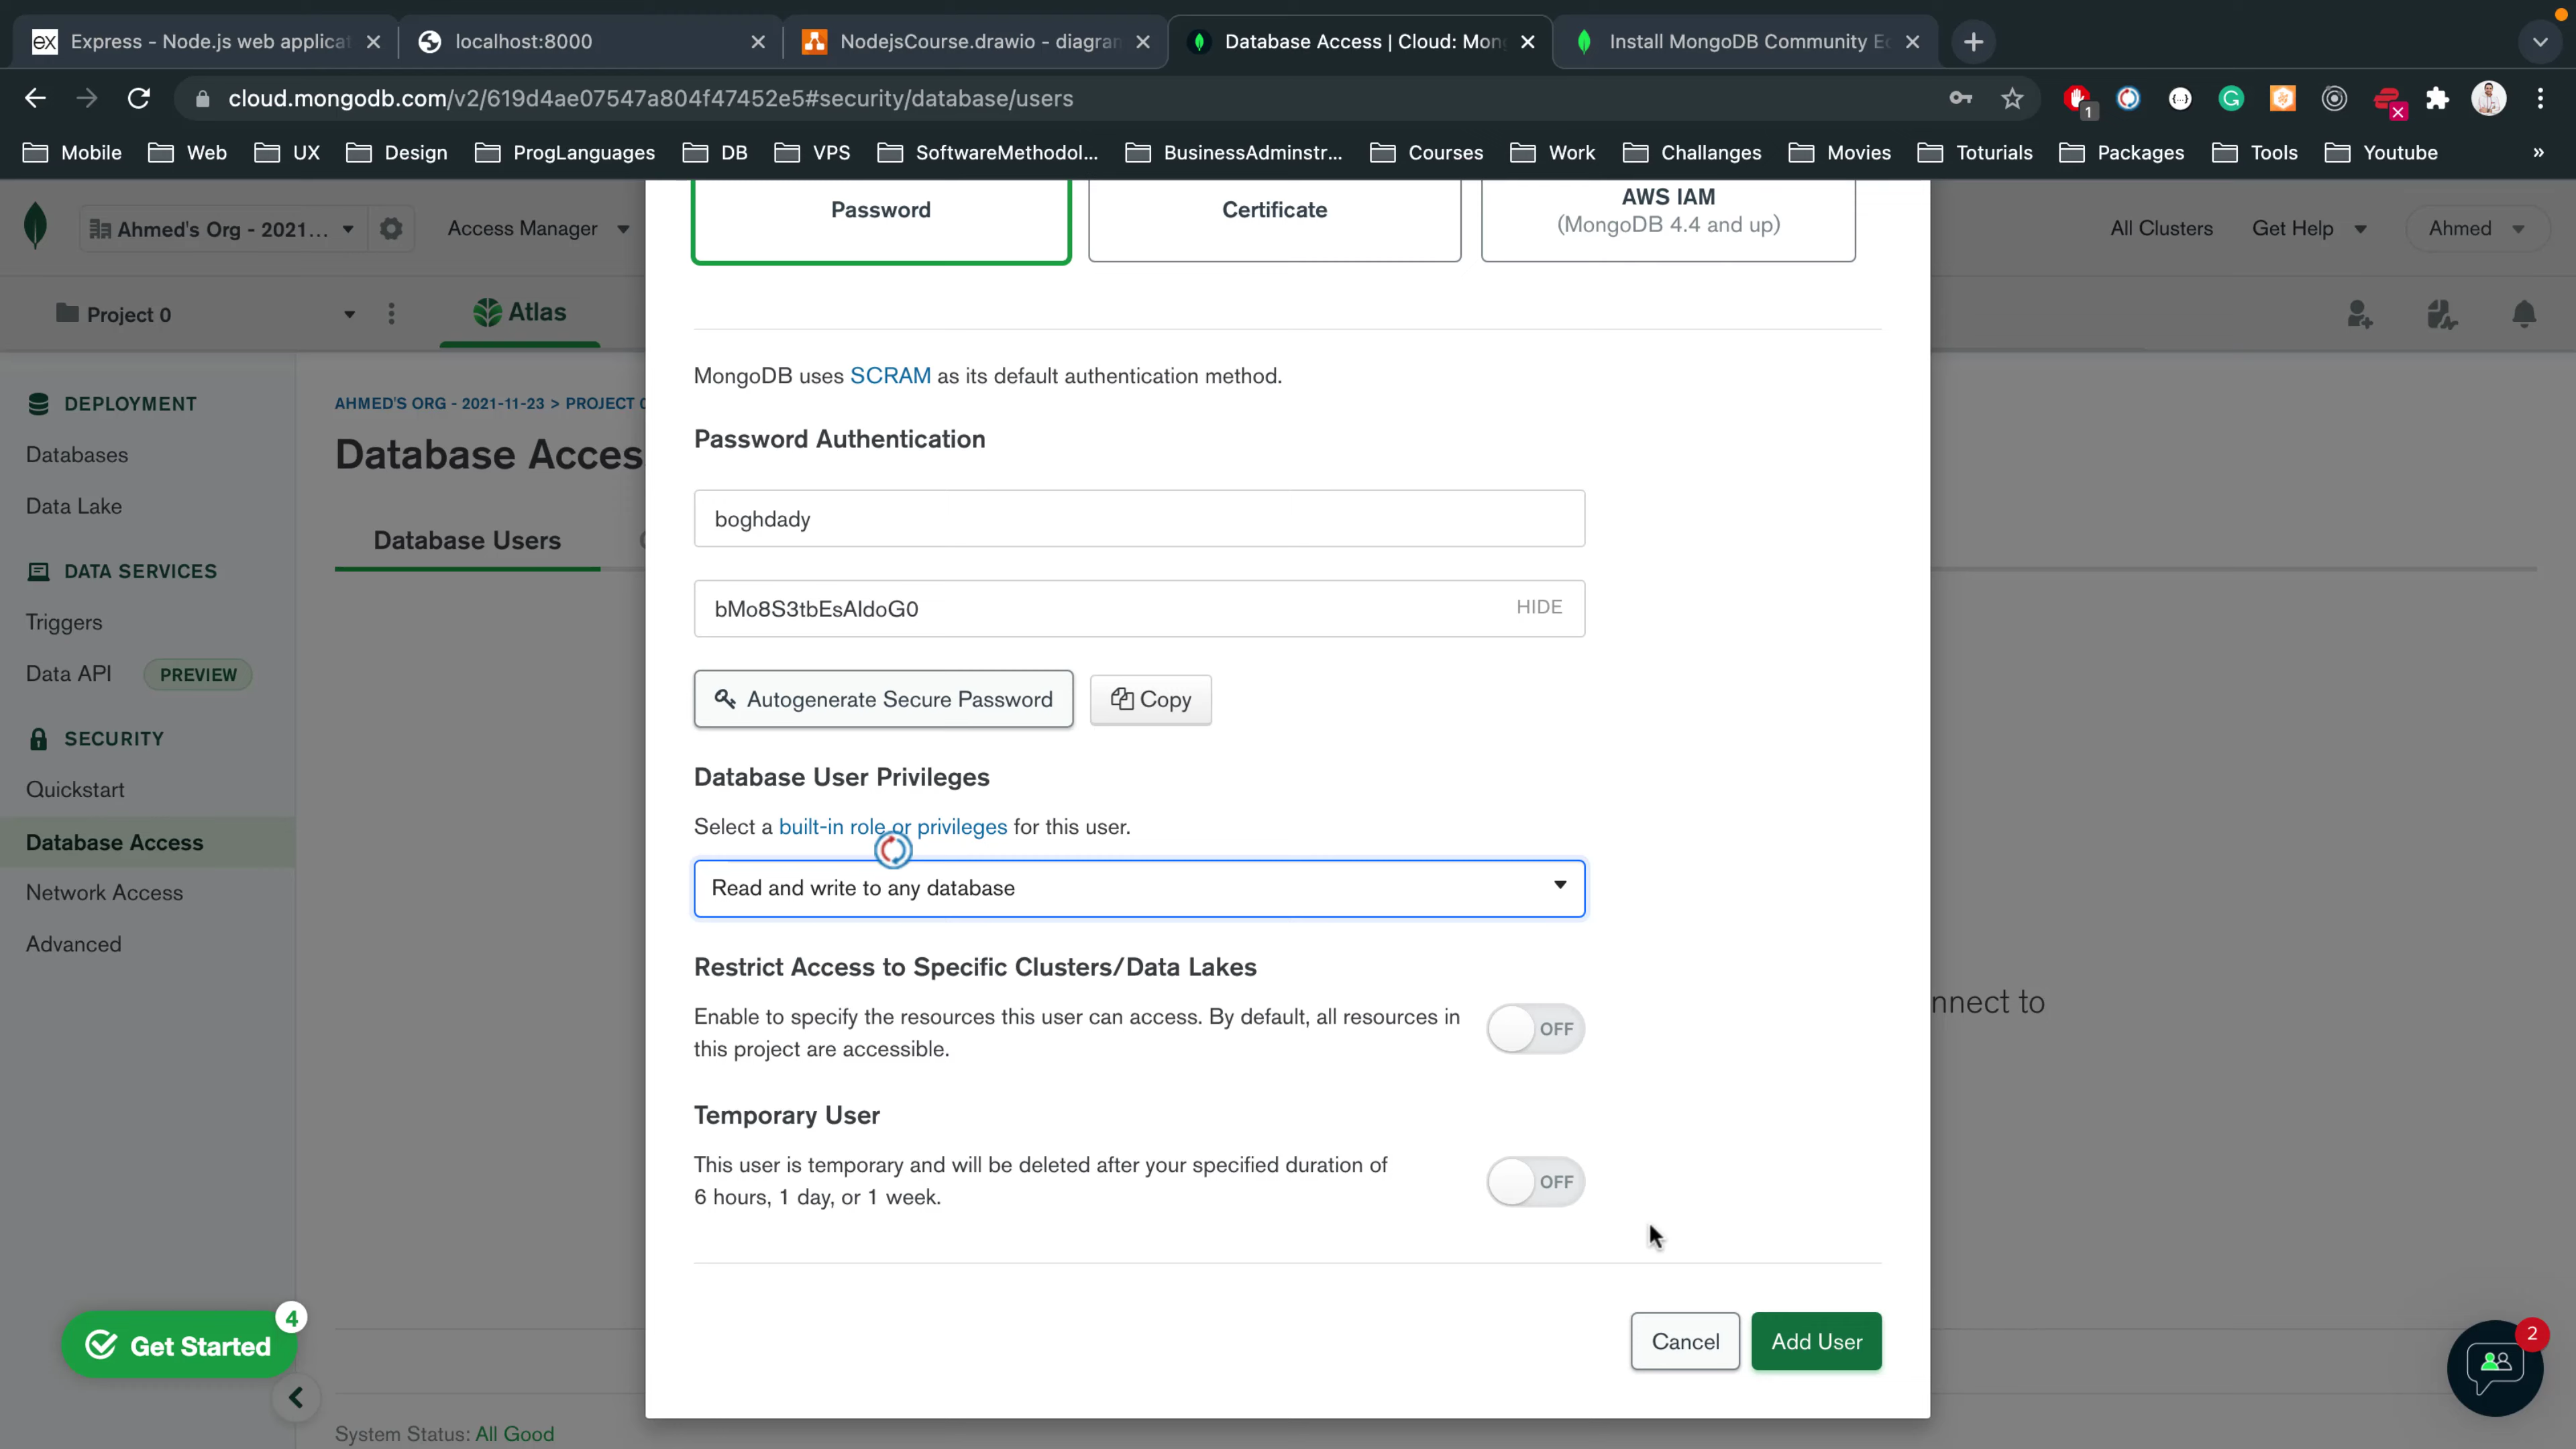 Express - Node.js web applicat
localhost:8000
NodejsCourse.drawio - diagram
Database Access | Cloud: Mon
Install MongoDB Community Ec
cloud.mongodb.com/v2/619d4ae07547a804f47452e5#security/database/users
1
Mobile
Web
UX
Design
ProgLanguages
DB
VPS
SoftwareMethodol...
BusinessAdminstr...
Courses
Work
Challanges
Movies
Toturials
Packages
Tools
Youtube
»
Ahmed's Org - 2021...
Access Manager
All Clusters
Get Help
Ahmed
Project 0
Atlas
DEPLOYMENT
Databases
Data Lake
DATA SERVICES
Triggers
Data API PREVIEW
SECURITY
Quickstart
Database Access
Network Access
Advanced
Get Started
4
AHMED'S ORG - 2021-11-23 > PROJECT 0
Database Acces
Database Users
nnect to
System Status: All Good
2
Password
Certificate
AWS IAM
(MongoDB 4.4 and up)
MongoDB uses SCRAM as its default authentication method.
Password Authentication
boghdady
bMo8S3tbEsAldoG0
HIDE
Autogenerate Secure Password
Copy
Database User Privileges
Select a built-in role or privileges for this user.
Read and write to any database
Restrict Access to Specific Clusters/Data Lakes
Enable to specify the resources this user can access. By default, all resources in
this project are accessible.
OFF
Temporary User
This user is temporary and will be deleted after your specified duration of
6 hours, 1 day, or 1 week.
OFF
Cancel
Add User